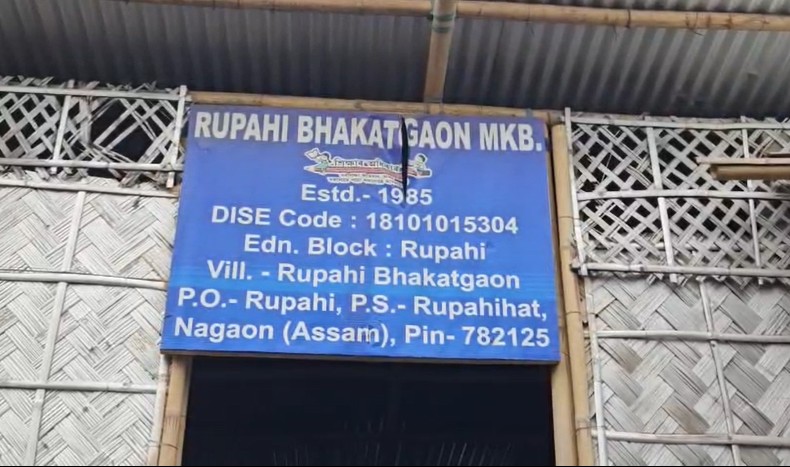 RUPAHI BHAKATGAON MKB.
Estd.- 1985
DISE Code : 18101015304
Edn. Block : Rupahi
Vill. - Rupahi Bhakatgaon
P.O.- Rupahi, P.S.- Rupahihat,
Nagaon (Assam), Pin- 782125